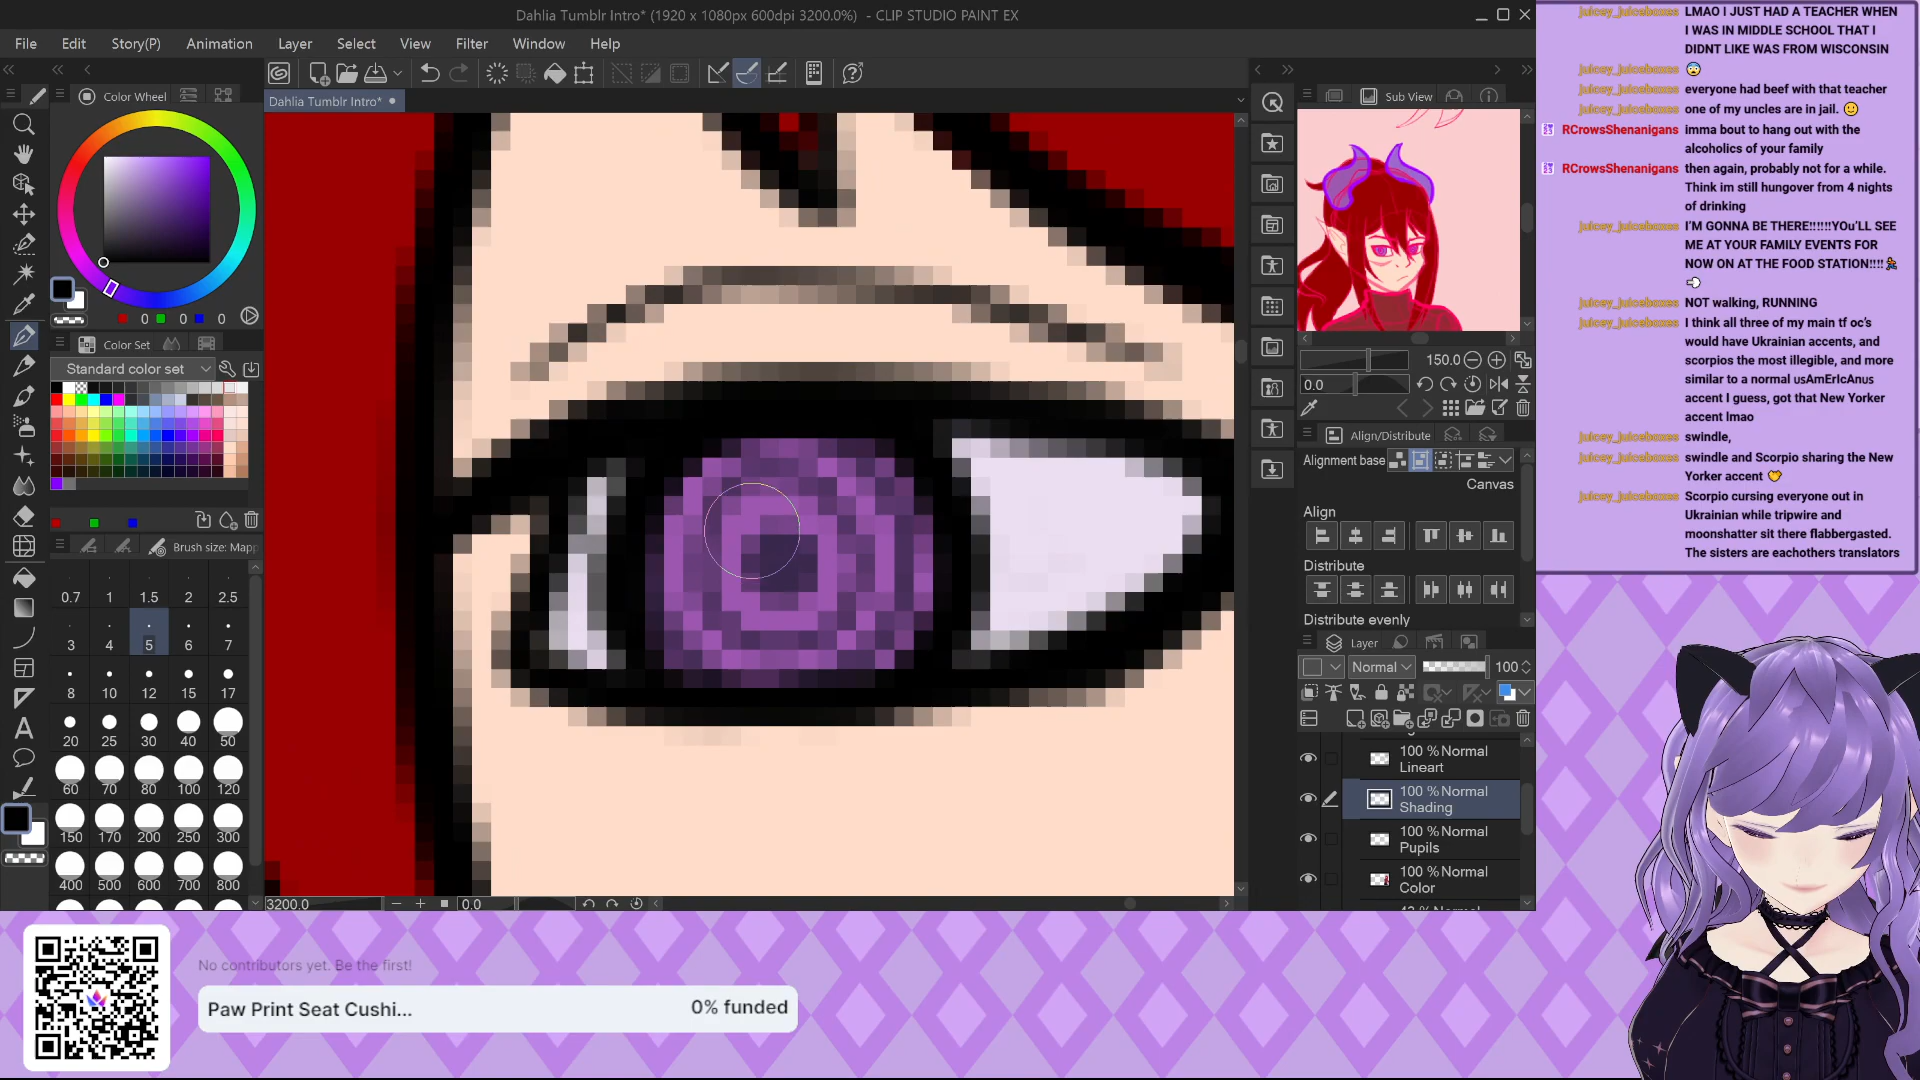 Dahlia Tumblr Intro* (1920 x 1080px 600dpi 3200.0%) - CLIP STUDIO PAINT EX
File Edit Story(P) Animation Layer Select View Filter Window Help
Color Wheel
Dahlia Tumblr Intro*
Sub View
0 0 0
Color Set
Standard color set
Brush size: Mapp
0.7 1 1.5 2 2.5
3 4 5 6 7
8 10 12 15 17
20 25 30 40 50
60 70 80 100 120
150 170 200 250 300
400 500 600 700 800
3200.0 0.0
150.0
0.0
Align/Distribute
Alignment base
Canvas
Align
Distribute
Distribute evenly
Layer
Normal 100
100 %Normal
Lineart
100 %Normal
Shading
100 %Normal
Pupils
100 %Normal
Color
juicey_juiceboxes LMAO I JUST HAD A TEACHER WHEN
I WAS IN MIDDLE SCHOOL THAT I
DIDNT LIKE WAS FROM WISCONSIN
juicey_juiceboxes 😨
juicey_juiceboxes everyone had beef with that teacher
juicey_juiceboxes one of my uncles are in jail. 🙂
RCrowsShenanigans imma bout to hang out with the
alcoholics of your family
RCrowsShenanigans then again, probably not for a while.
Think im still hungover from 4 nights
of drinking
juicey_juiceboxes I'M GONNA BE THERE!!!!!!YOu'LL SEE
ME AT YOUR FAMILY EVENTS FOR
NOW ON AT THE FOOD STATION!!!!🏃
💨
juicey_juiceboxes NOT walking, RUNNING
juicey_juiceboxes I think all three of my main tf oc's
would have Ukrainian accents, and
scorpios the most illegible, and more
similar to a normal usAmErIcAnus
accent I guess, got that New Yorker
accent lmao
juicey_juiceboxes swindle,
juicey_juiceboxes swindle and Scorpio sharing the New
Yorker accent 🤝
juicey_juiceboxes Scorpio cursing everyone out in
Ukrainian while tripwire and
moonshatter sit there flabbergasted.
The sisters are eachothers translators
No contributors yet. Be the first!
Paw Print Seat Cushi... 0% funded